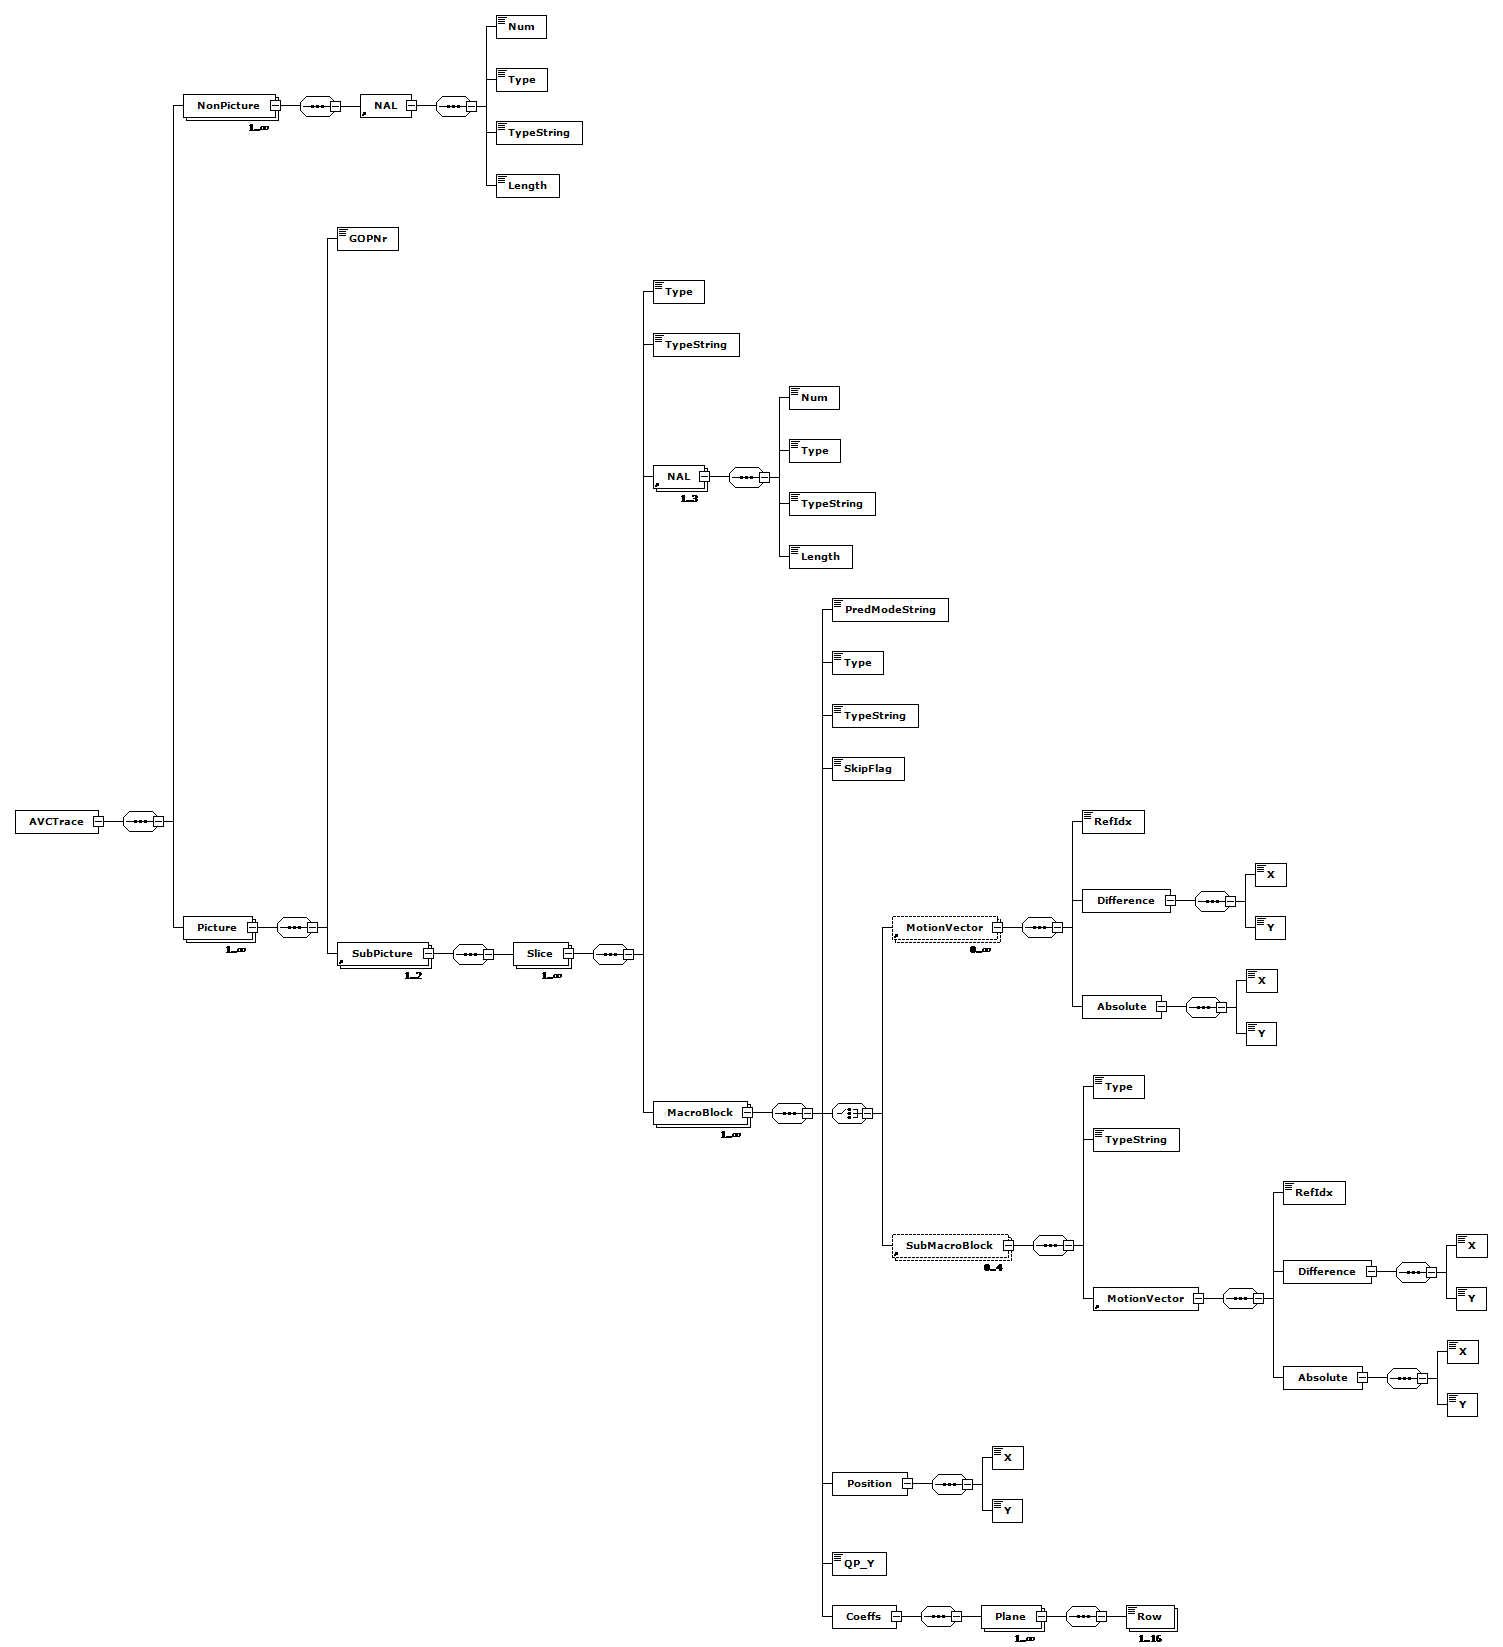 Num
Type
NonPicture
NAL
1..∞
TypeString
Length
GOPNr
Type
TypeString
Num
Type
NAL
1..3
TypeString
Length
PredModeString
Type
TypeString
SkipFlag
AVCTrace
RefIdx
X
Difference
Y
Picture
1..∞
SubPicture
1..2
Slice
1..∞
MotionVector
0..∞
X
Absolute
Y
Type
MacroBlock
1..∞
TypeString
RefIdx
SubMacroBlock
0..4
X
Difference
Y
MotionVector
X
Absolute
Y
X
Position
Y
QP_Y
Coeffs
Plane
1..∞
Row
1..16